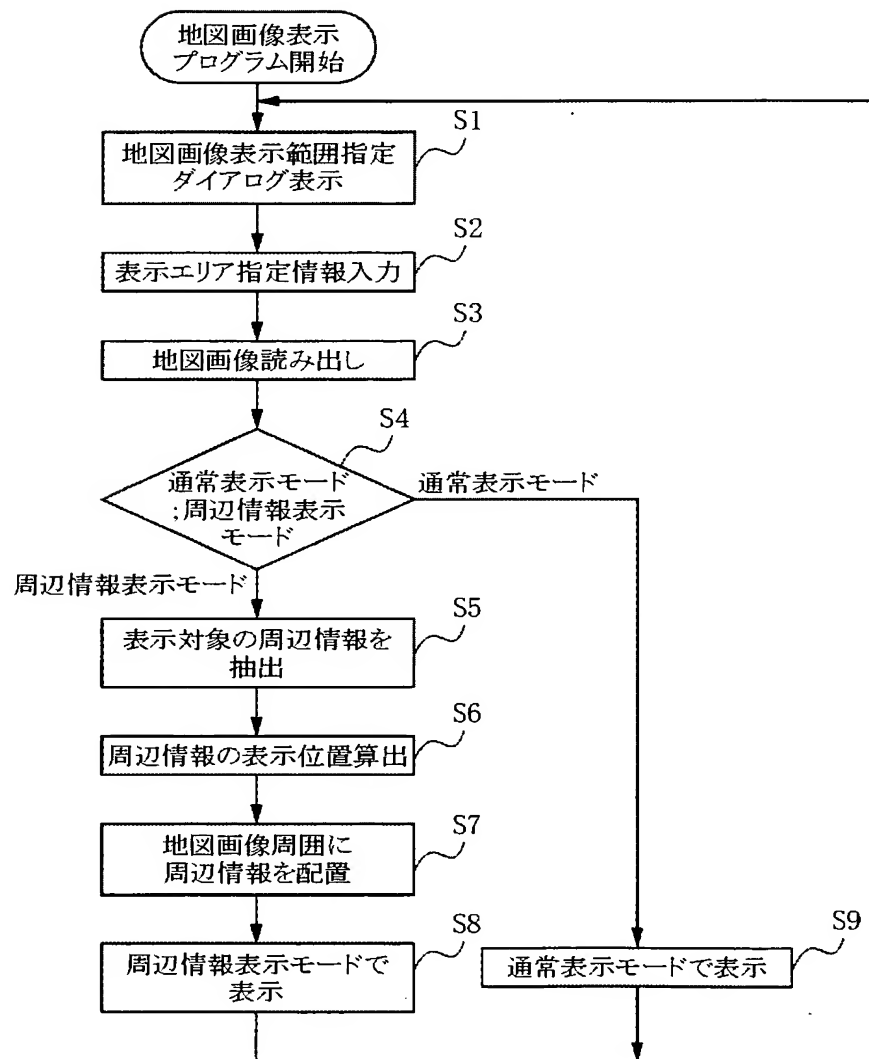 地図画像表示
プログラム開始
S1
地図画像表示範囲指定
ダイアログ表示
S2
表示エリア指定情報入力
S3
地図画像読み出し
S4
通常表示モード
;周辺情報表示
モード
通常表示モード
周辺情報表示モード
S5
表示対象の周辺情報を
抽出
S6
周辺情報の表示位置算出
S7
地図画像周囲に
周辺情報を配置
S8
周辺情報表示モードで
表示
S9
通常表示モードで表示